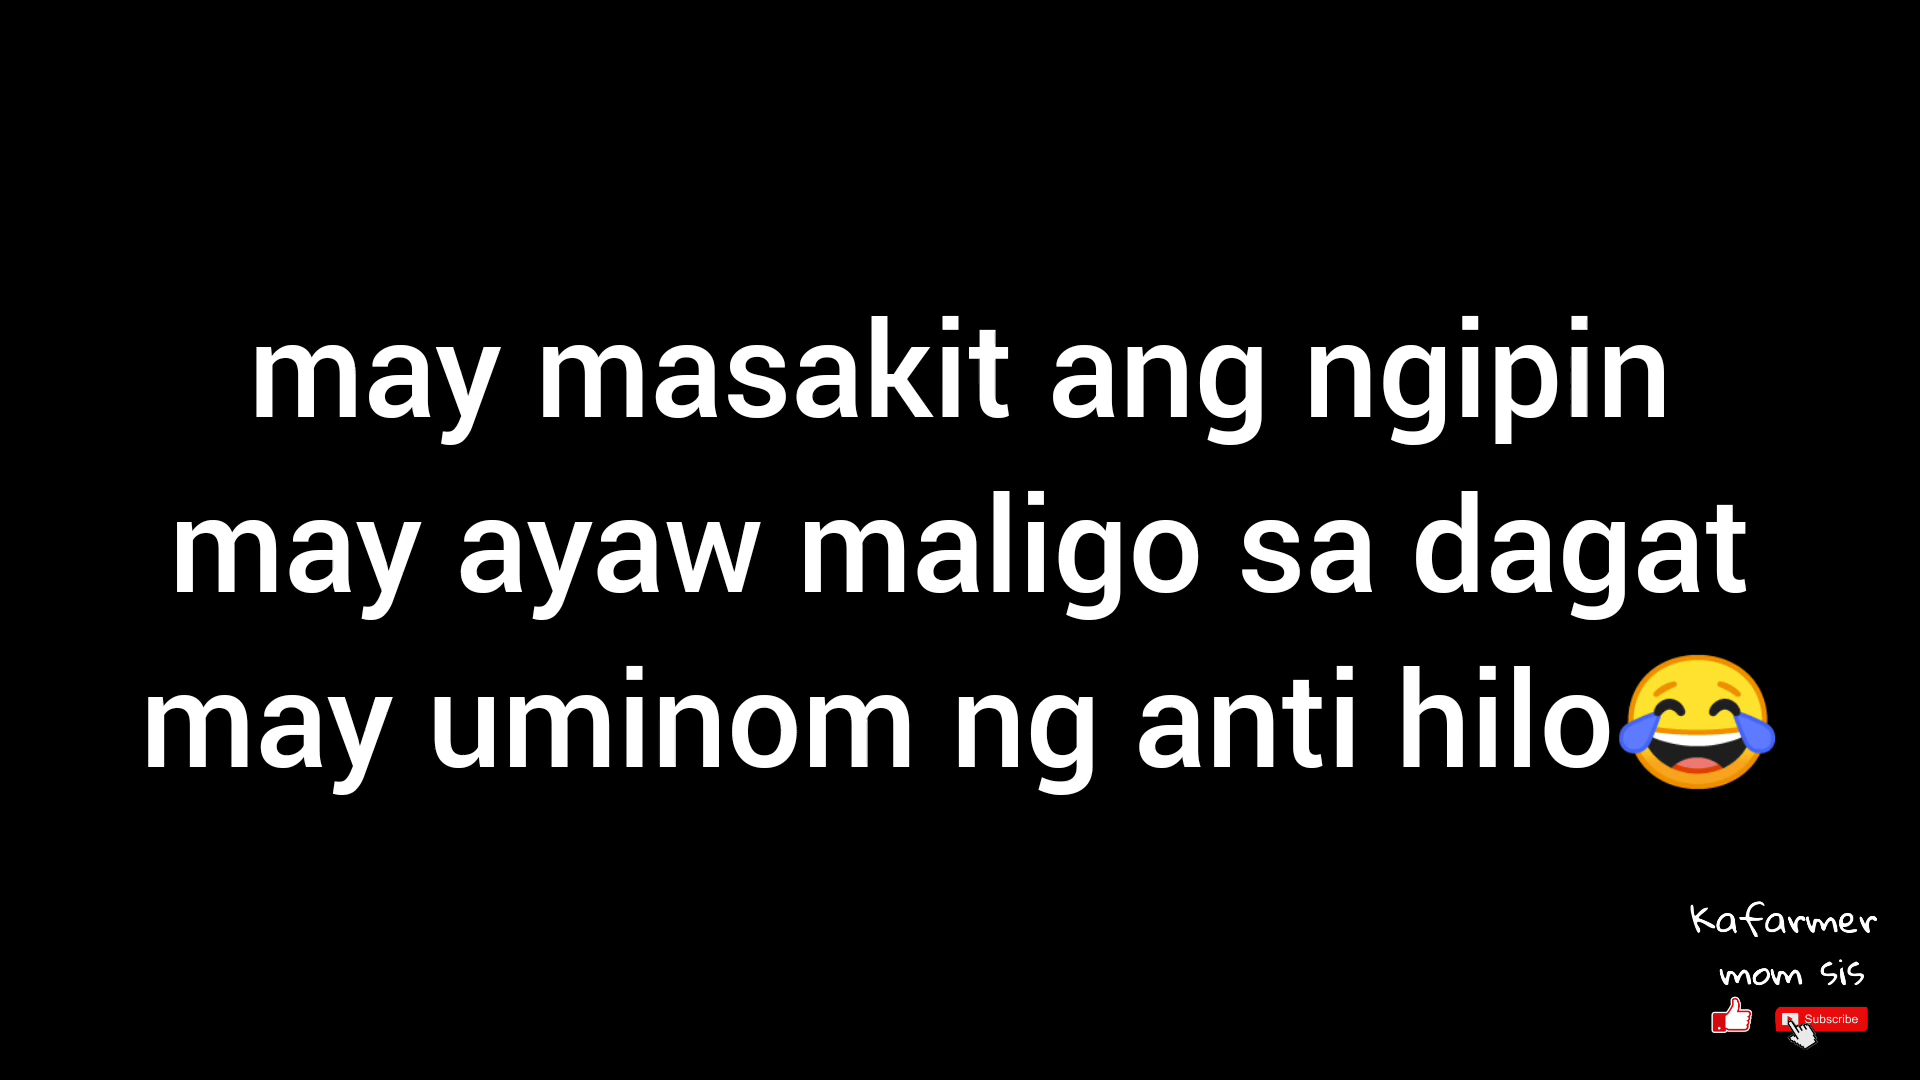 may masakit ang ngipin
may ayaw maligo sa dagat
may uminom ng anti hilo😂
Kafarmer
mom sis
Subscribe